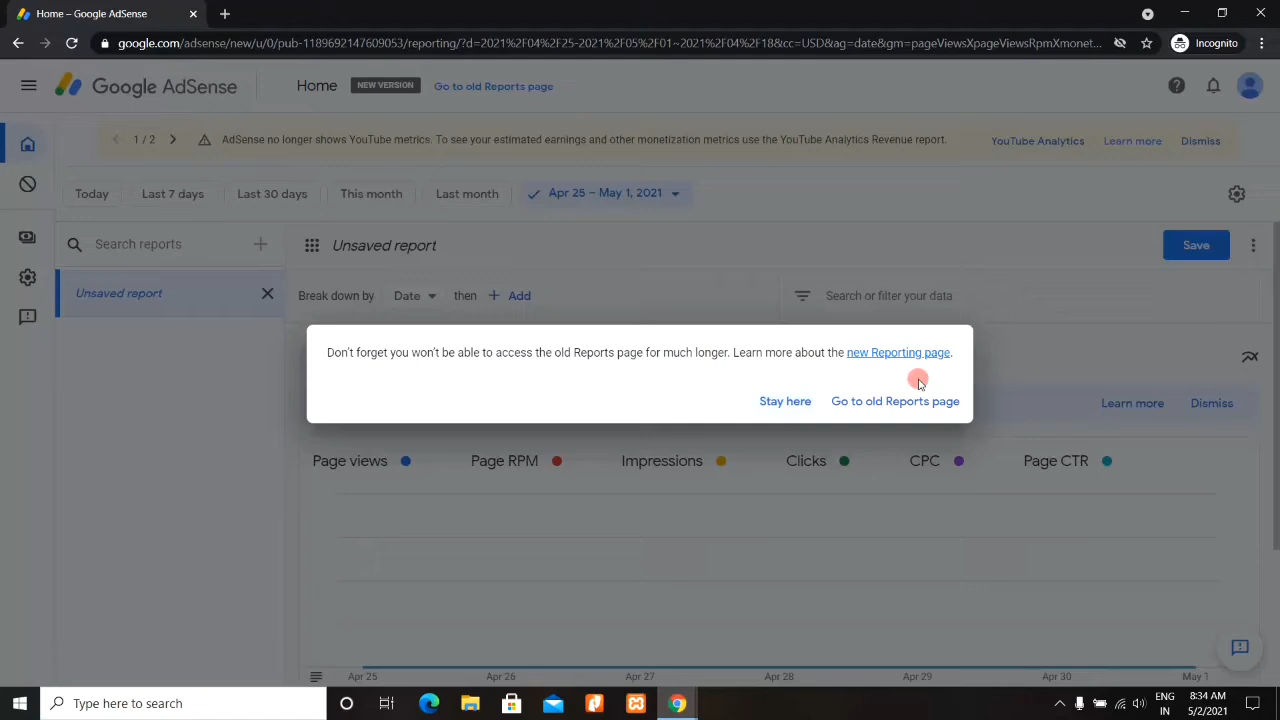 Home – Google AdSense
google.com/adsense/new/u/0/pub-1189692147609053/reporting/?d=2021%2F04%2F25-2021%2F05%2F01~2021%2F04%2F18&cc=USD&ag=date&gm=pageViewsXpageViewsRpmXmonet...
Incognito
Google AdSense
Home
NEW VERSION
Go to old Reports page
1 / 2
AdSense no longer shows YouTube metrics. To see your estimated earnings and other monetization metrics use the YouTube Analytics Revenue report.
YouTube Analytics
Learn more
Dismiss
Today
Last 7 days
Last 30 days
This month
Last month
Apr 25 – May 1, 2021
Search reports
Unsaved report
Save
Unsaved report
Break down by
Date
then
Add
Search or filter your data
Don't forget you won't be able to access the old Reports page for much longer. Learn more about the new Reporting page.
Stay here
Go to old Reports page
Learn more
Dismiss
Page views
Page RPM
Impressions
Clicks
CPC
Page CTR
Apr 25
Apr 26
Apr 27
Apr 28
Apr 29
Apr 30
May 1
Type here to search
ENG
IN
8:34 AM
5/2/2021